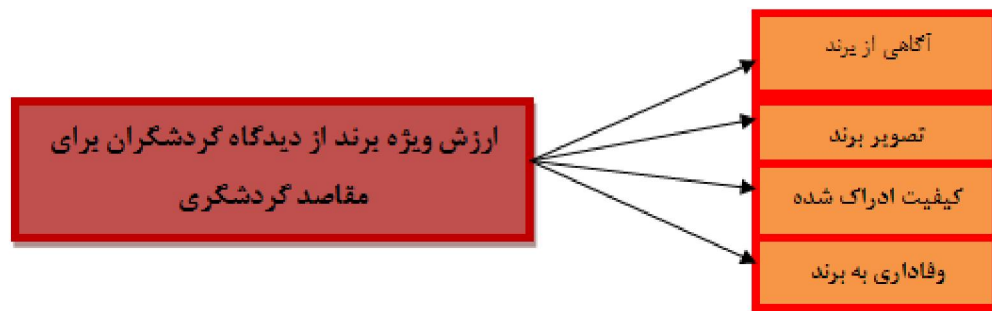 ارزش ویژه برند از دیدگاه گردشگران برای
مقاصد گردشگری
آگاهی از برند
تصویر برند
کیفیت ادراک شده
وفاداری به برند